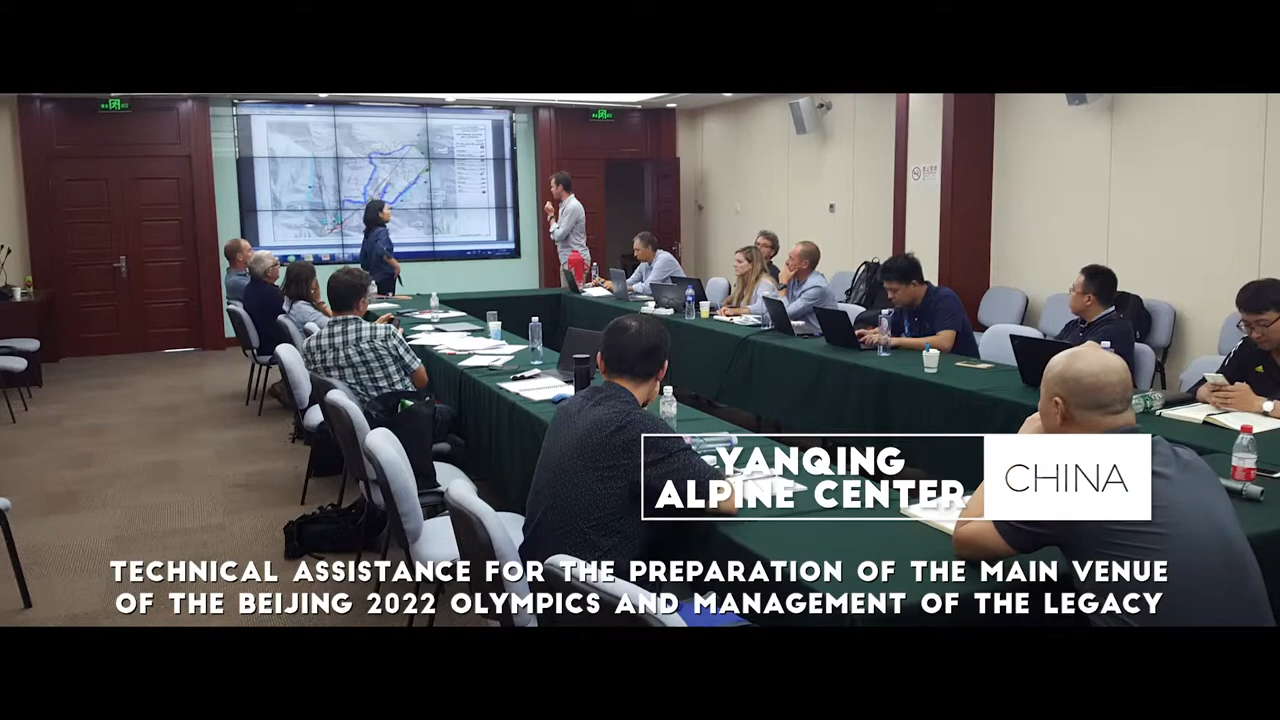 YANQING
ALPINE CENTER
CHINA
TECHNICAL ASSISTANCE FOR THE PREPARATION OF THE MAIN VENUE
OF THE BEIJING 2022 OLYMPICS AND MANAGEMENT OF THE LEGACY